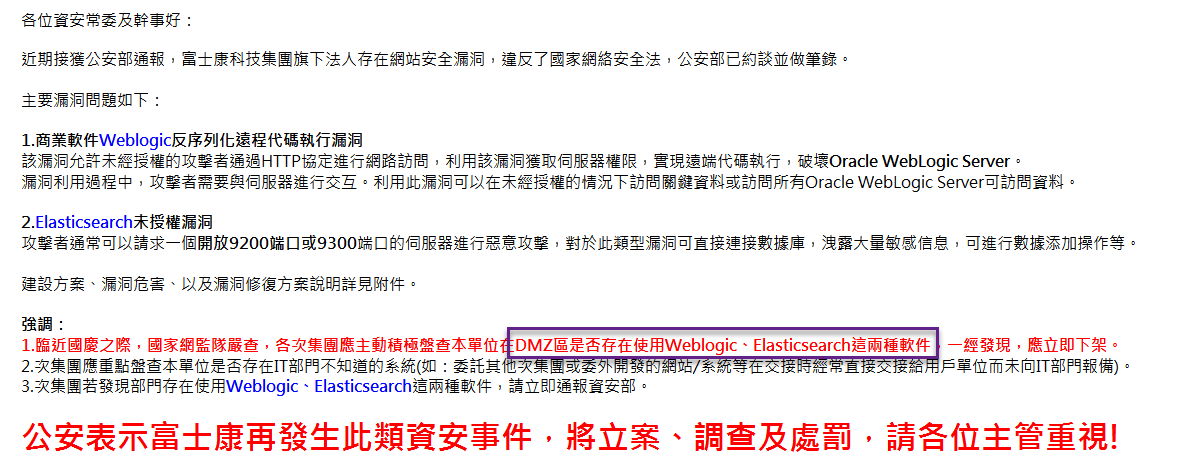 各位資安常委及幹事好：
近期接獲公安部通報，富士康科技集團旗下法人存在網站安全漏洞，違反了國家網絡安全法，公安部已約談並做筆錄。
主要漏洞問題如下：
1.商業軟件Weblogic反序列化遠程代碼執行漏洞
該漏洞允許未經授權的攻擊者通過HTTP協定進行網路訪問，利用該漏洞獲取伺服器權限，實現遠端代碼執行，破壞Oracle WebLogic Server。
漏洞利用過程中，攻擊者需要與伺服器進行交互。利用此漏洞可以在未經授權的情況下訪問關鍵資料或訪問所有Oracle WebLogic Server可訪問資料。
2.Elasticsearch未授權漏洞
攻擊者通常可以請求一個開放9200端口或9300端口的伺服器進行惡意攻擊，對於此類型漏洞可直接連接數據庫，洩露大量敏感信息，可進行數據添加操作等。
建設方案、漏洞危害、以及漏洞修復方案說明詳見附件。
強調：
1.臨近國慶之際，國家網監隊嚴查，各次集團應主動積極盤查本單位在DMZ區是否存在使用Weblogic、Elasticsearch這兩種軟件，一經發現，應立即下架。
2.次集團應重點盤查本單位是否存在IT部門不知道的系統(如：委託其他次集團或委外開發的網站/系統等在交接時經常直接交接給用戶單位而未向IT部門報備)。
3.次集團若發現部門存在使用Weblogic、Elasticsearch這兩種軟件，請立即通報資安部。
公安表示富士康再發生此類資安事件，將立案、調查及處罰，請各位主管重視!